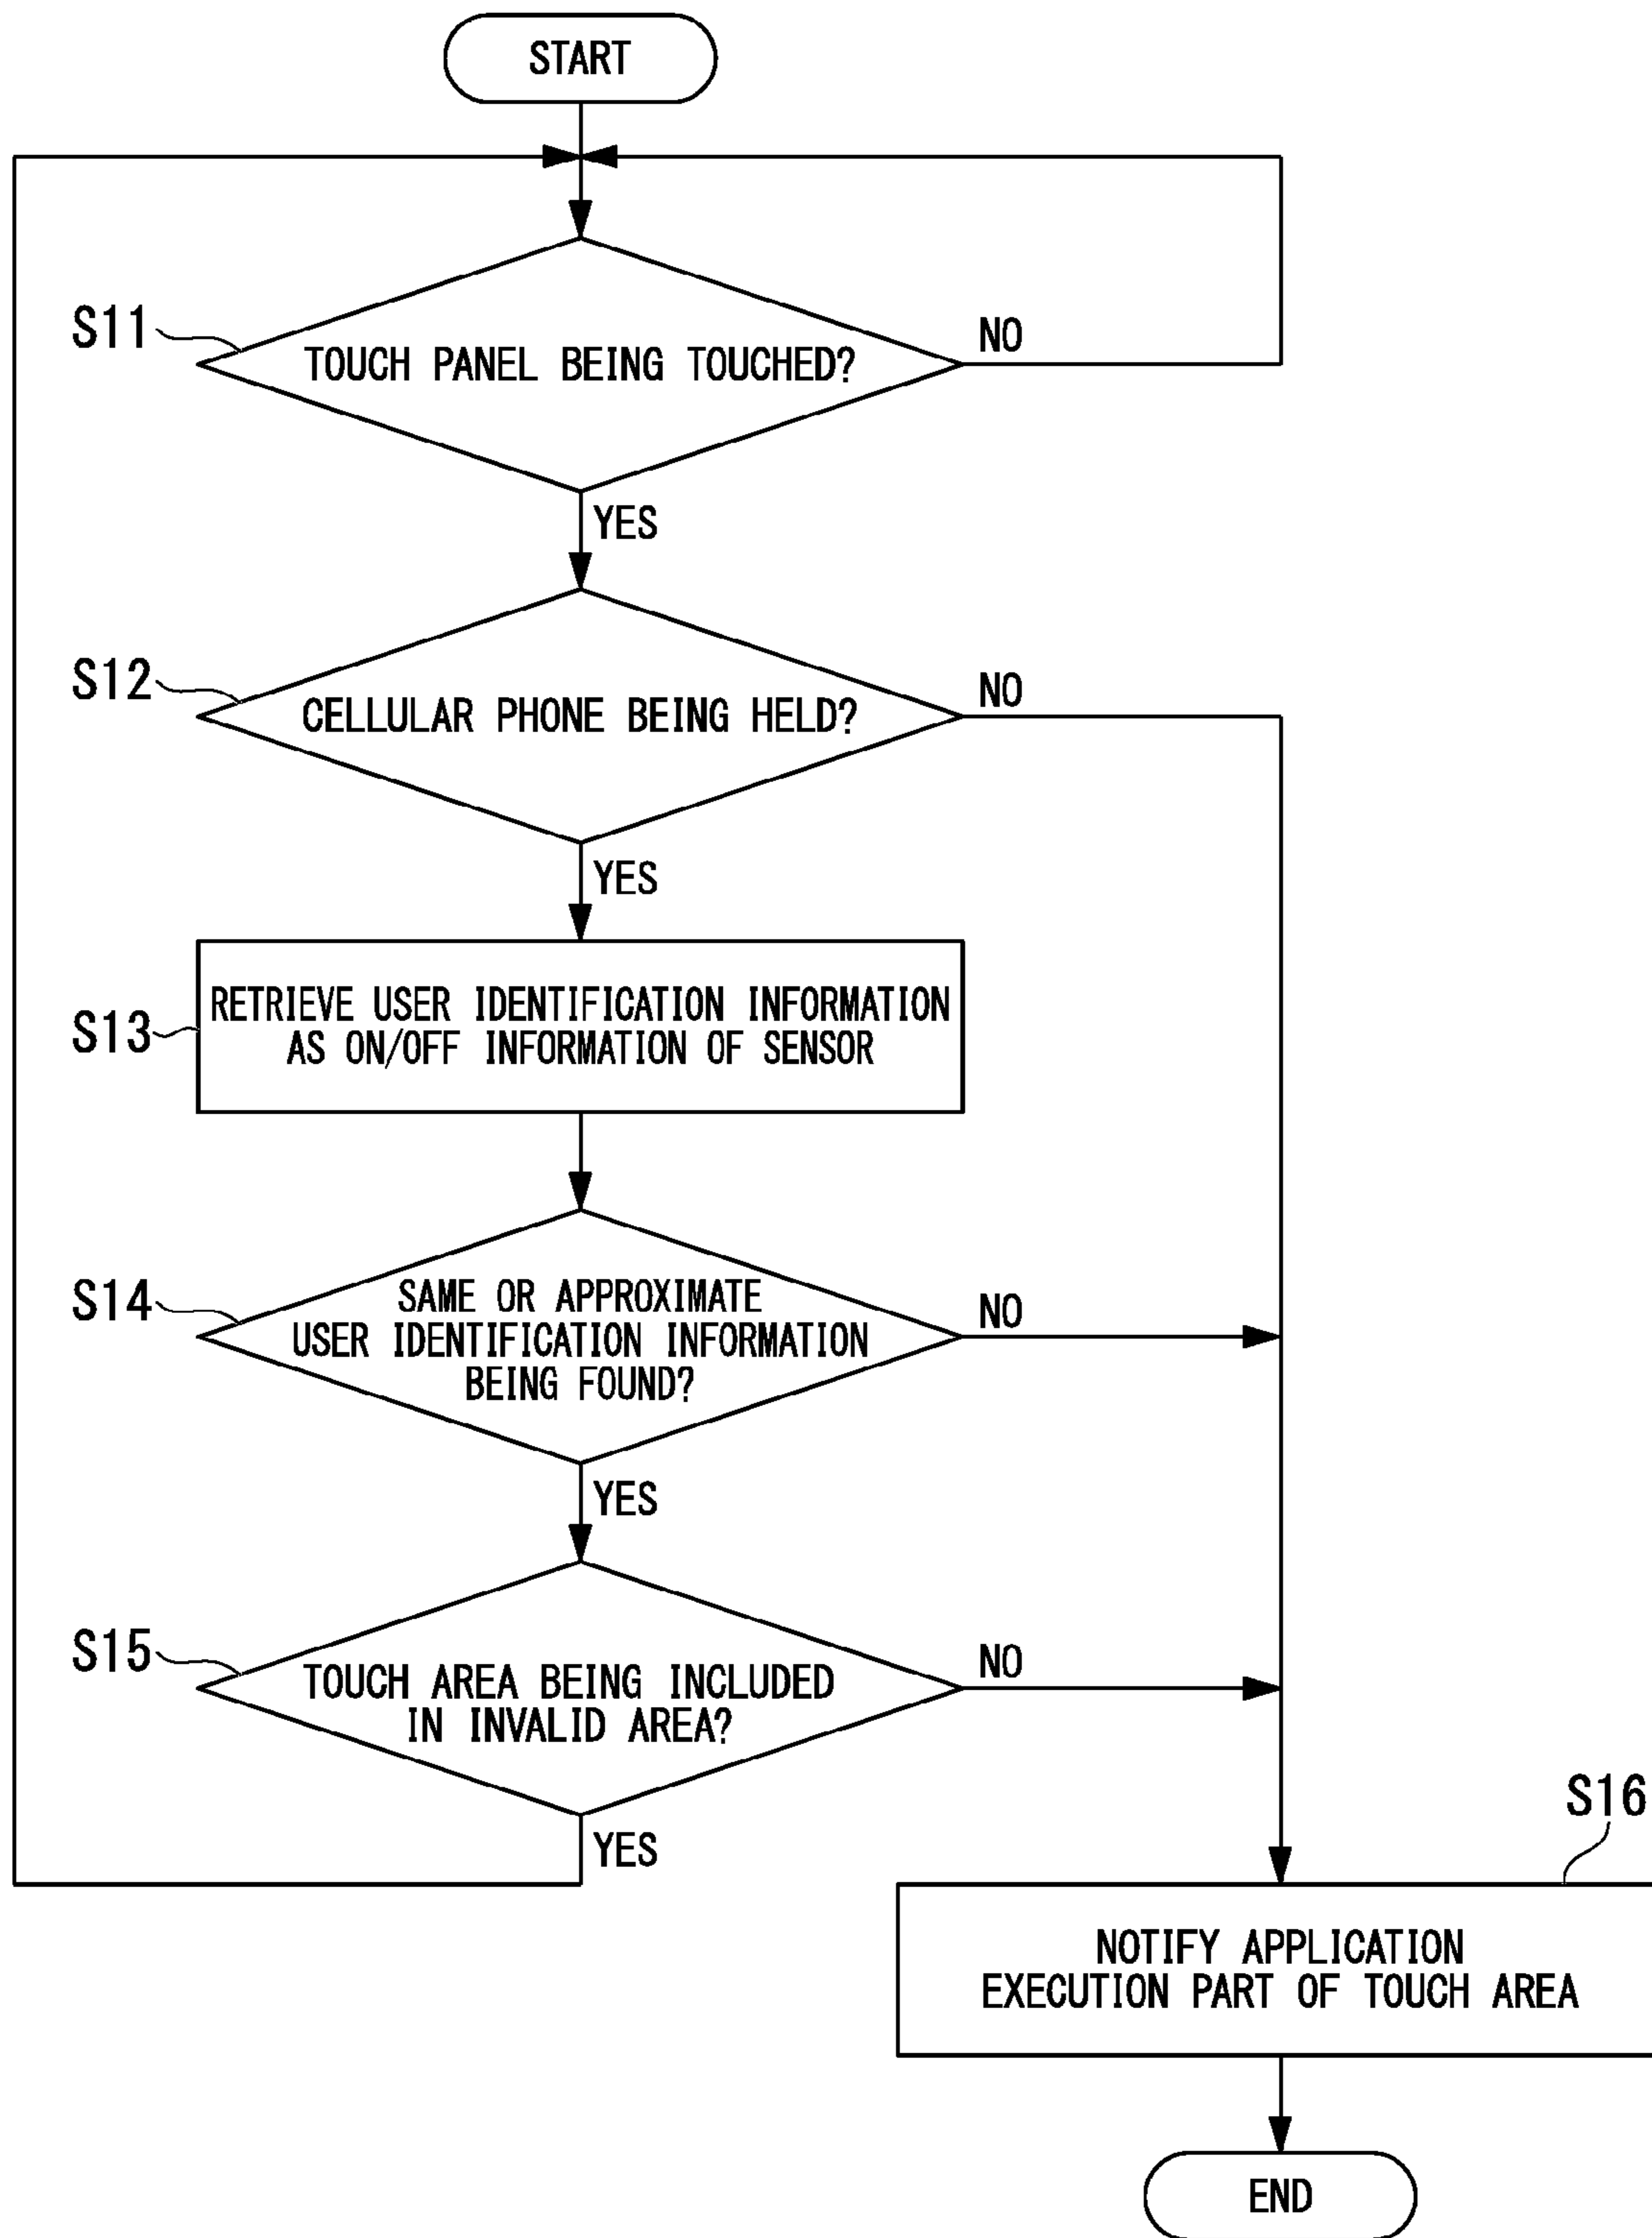 START
S11
TOUCH PANEL BEING TOUCHED?
NO
YES
S12
CELLULAR PHONE BEING HELD?
NO
YES
S13
RETRIEVE USER IDENTIFICATION INFORMATION
AS ON/OFF INFORMATION OF SENSOR
S14
SAME OR APPROXIMATE
USER IDENTIFICATION INFORMATION
BEING FOUND?
NO
YES
S15
TOUCH AREA BEING INCLUDED
IN INVALID AREA?
NO
YES
S16
NOTIFY APPLICATION
EXECUTION PART OF TOUCH AREA
END